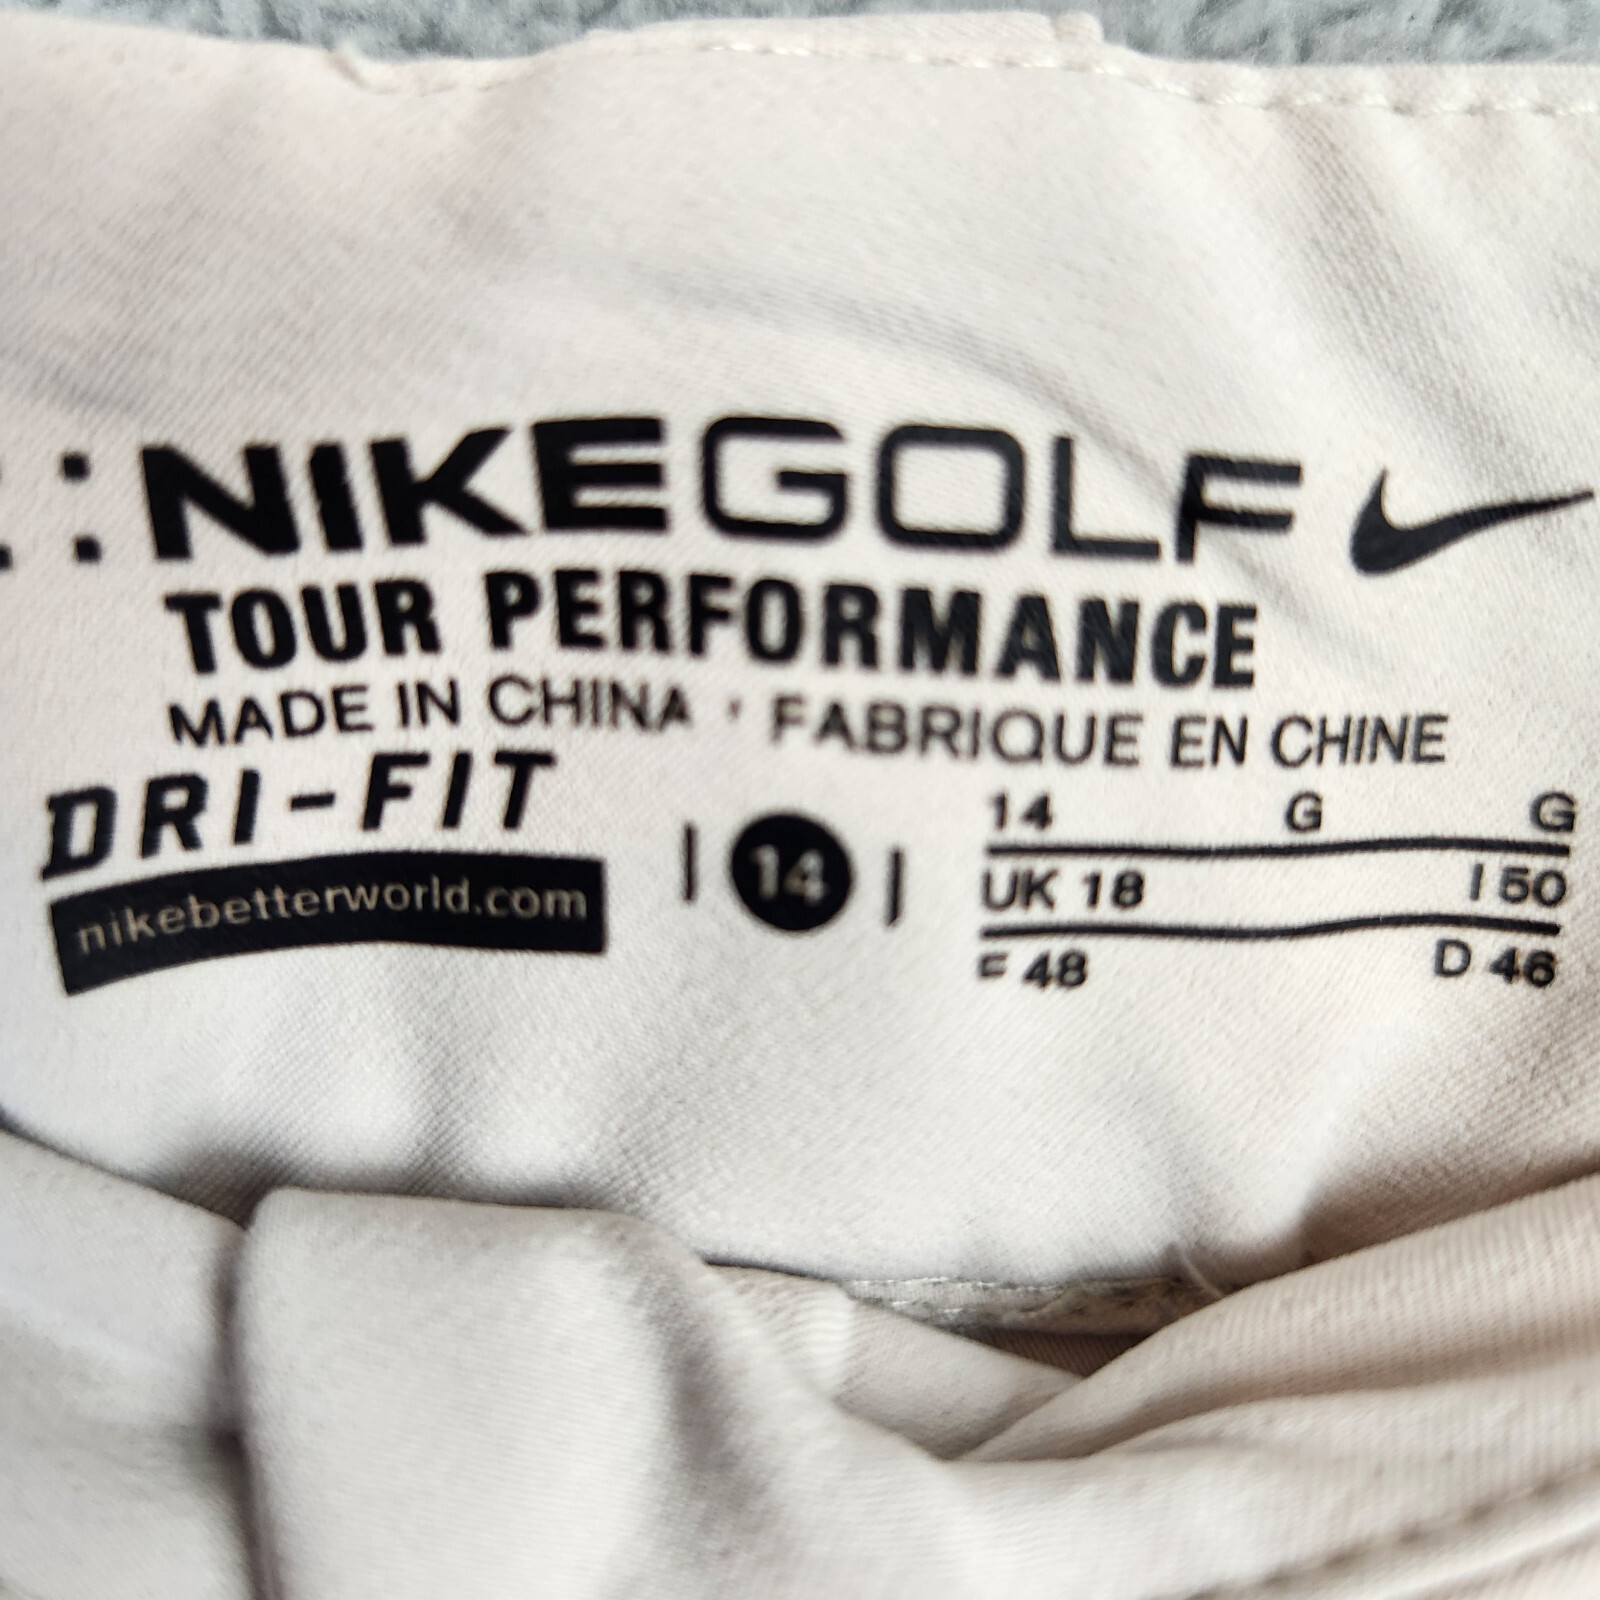 NIKEGOLF
TOUR PERFORMANCE
MADE IN CHINA · FABRIQUE EN CHINE
DRI-FIT
nikebetterworld.com
| 14 |
14 G G
UK 18 I 50
F 48 D 46